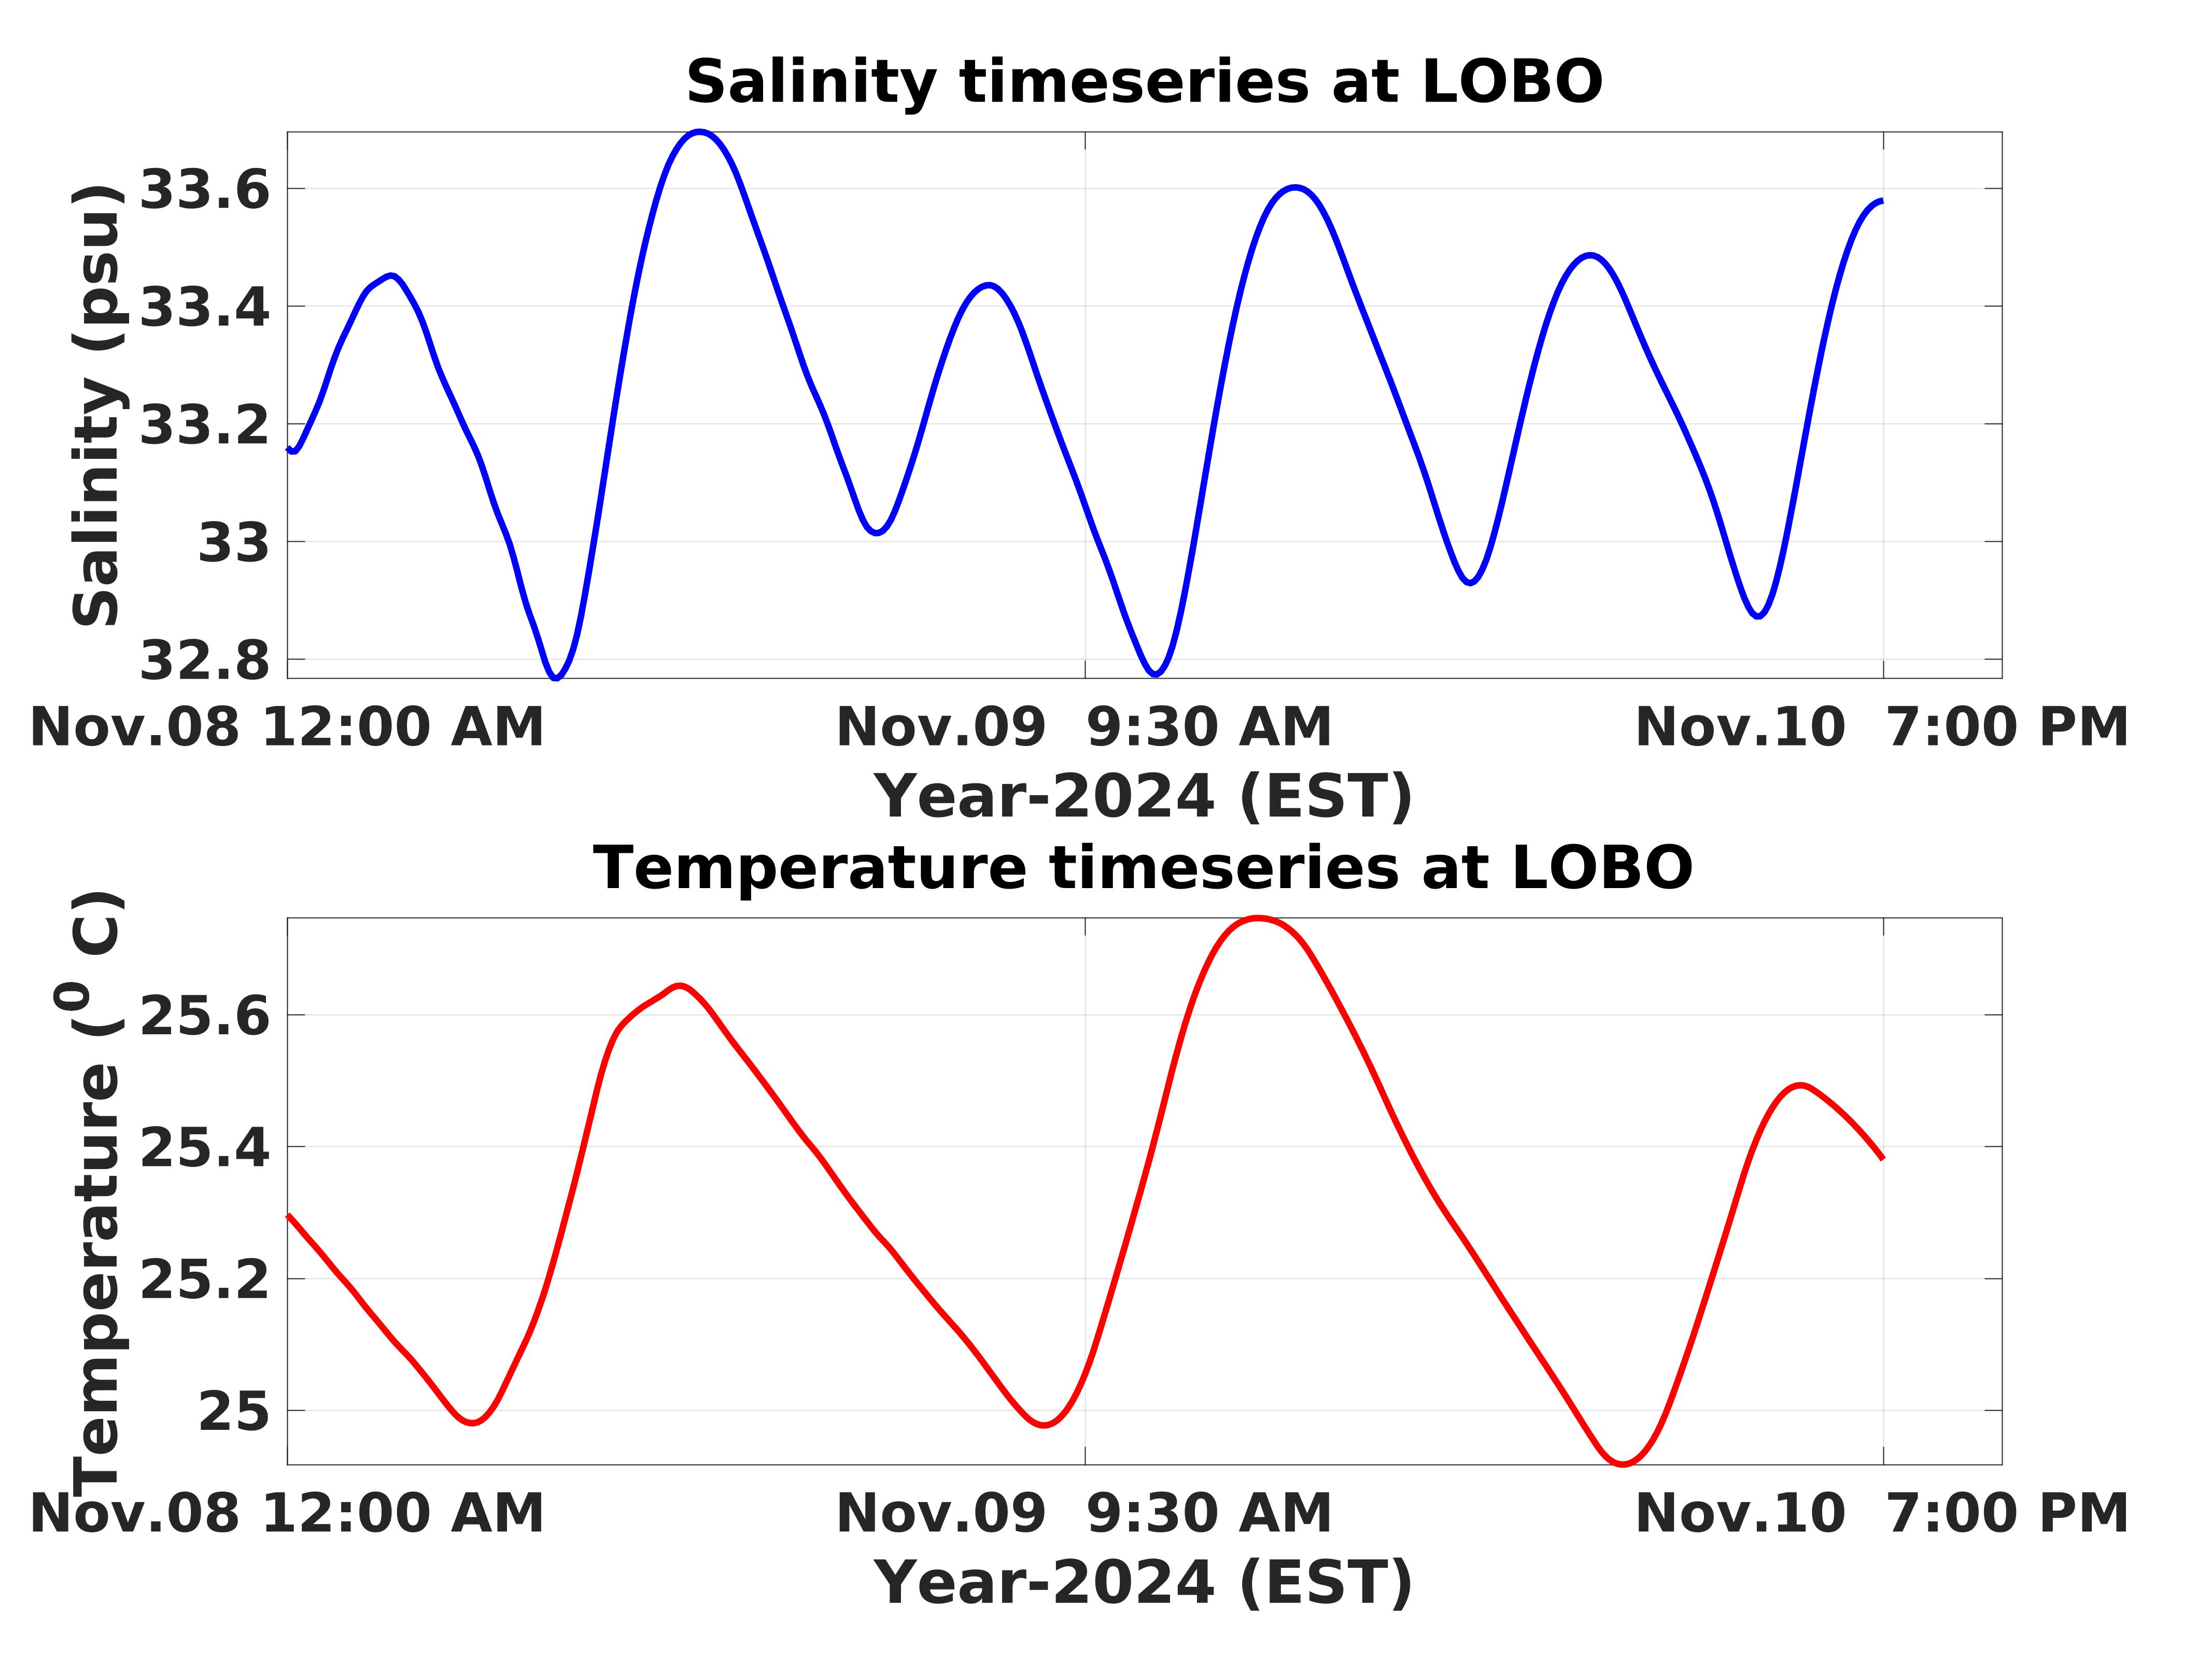 Salinity timeseries at LOBO
Salinity (psu)
33.6
33.4
33.2
33
32.8
Nov.08 12:00 AM Nov.09 9:30 AM Nov.10 7:00 PM
Year-2024 (EST)
Temperature timeseries at LOBO
Temperature (⁰ C)
25.6
25.4
25.2
25
Nov.08 12:00 AM Nov.09 9:30 AM Nov.10 7:00 PM
Year-2024 (EST)